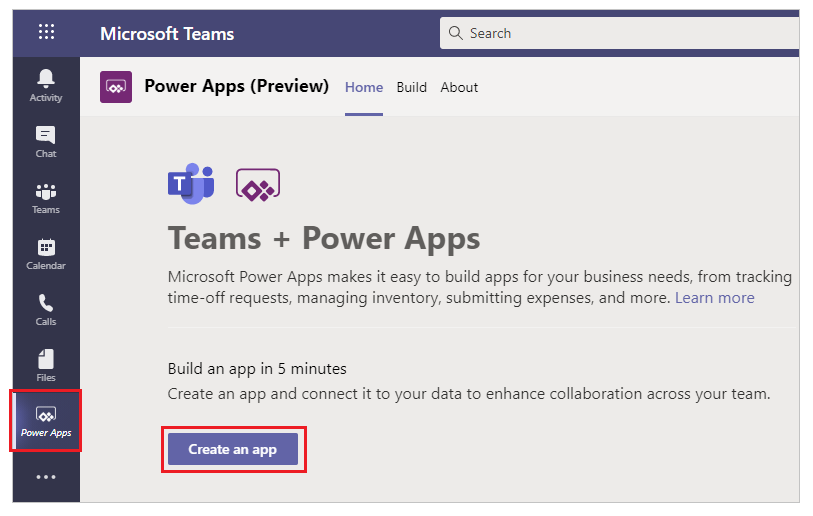 Microsoft Teams
Search
Activity
Chat
Teams
Calendar
Calls
Files
Power Apps
Power Apps (Preview)
Home
Build
About
T
Teams + Power Apps
Microsoft Power Apps makes it easy to build apps for your business needs, from tracking
time-off requests, managing inventory, submitting expenses, and more. Learn more
Build an app in 5 minutes
Create an app and connect it to your data to enhance collaboration across your team.
Create an app